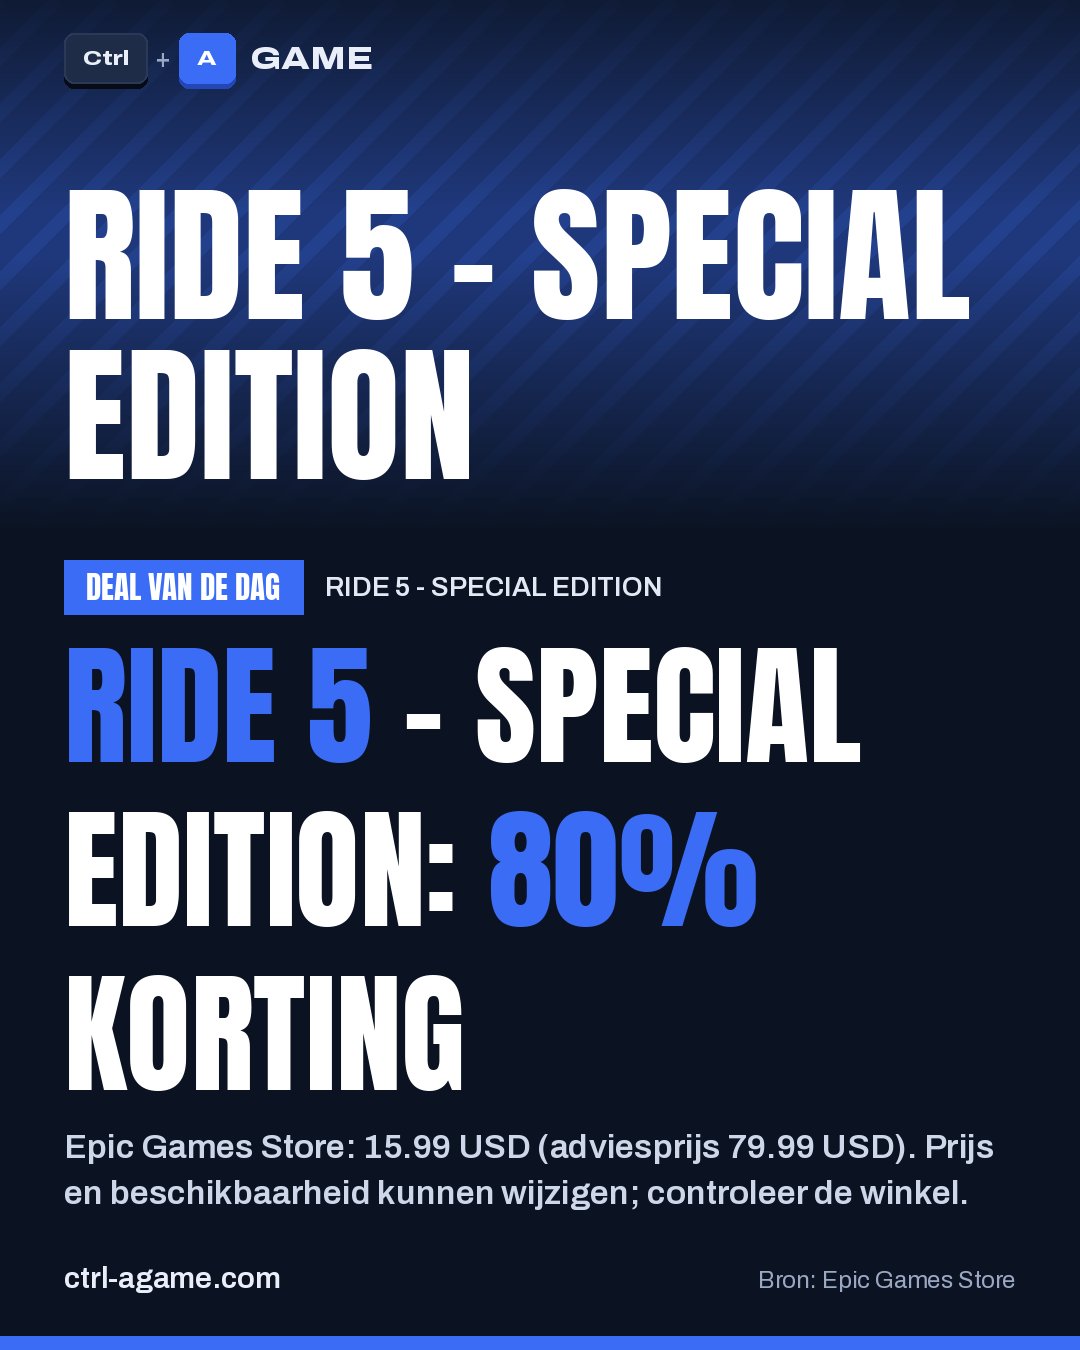 Ctrl + A GAME
RIDE 5 - SPECIAL
EDITION
DEAL VAN DE DAG RIDE 5 - SPECIAL EDITION
RIDE 5 - SPECIAL
EDITION: 80%
KORTING
Epic Games Store: 15.99 USD (adviesprijs 79.99 USD). Prijs
en beschikbaarheid kunnen wijzigen; controleer de winkel.
ctrl-agame.com Bron: Epic Games Store